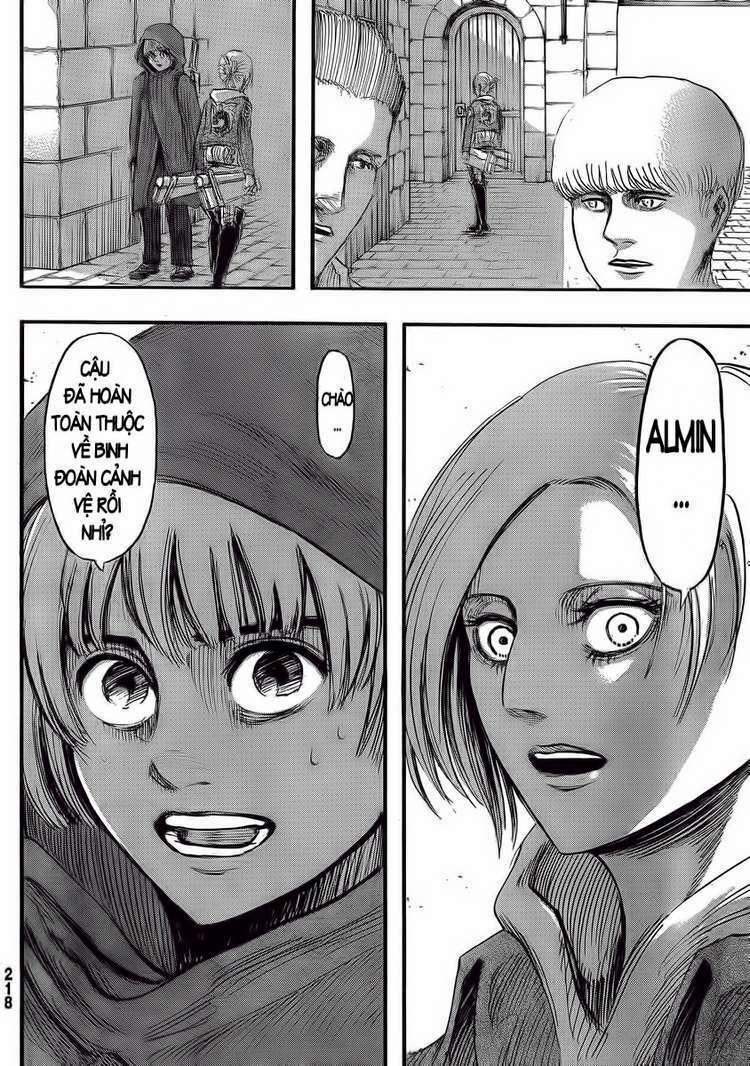 ALMIN
...
CHÀO
...
CẬU
ĐÃ HOÀN
TOÀN THUỘC
VỀ BINH
ĐOÀN CẢNH
VỆ RỒI
NHỈ?
218